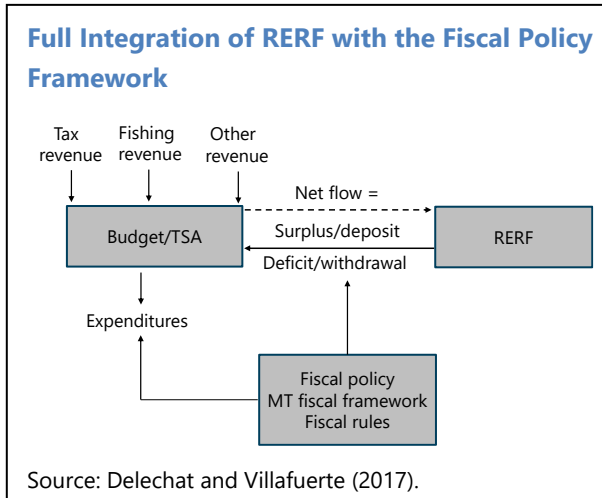 Full Integration of RERF with the Fiscal Policy
Framework
Tax
revenue
Fishing
revenue
Other
revenue
Net flow =
Budget/TSA
Surplus/deposit
Deficit/withdrawal
RERF
Expenditures
Fiscal policy
MT fiscal framework
Fiscal rules
Source: Delechat and Villafuerte (2017).